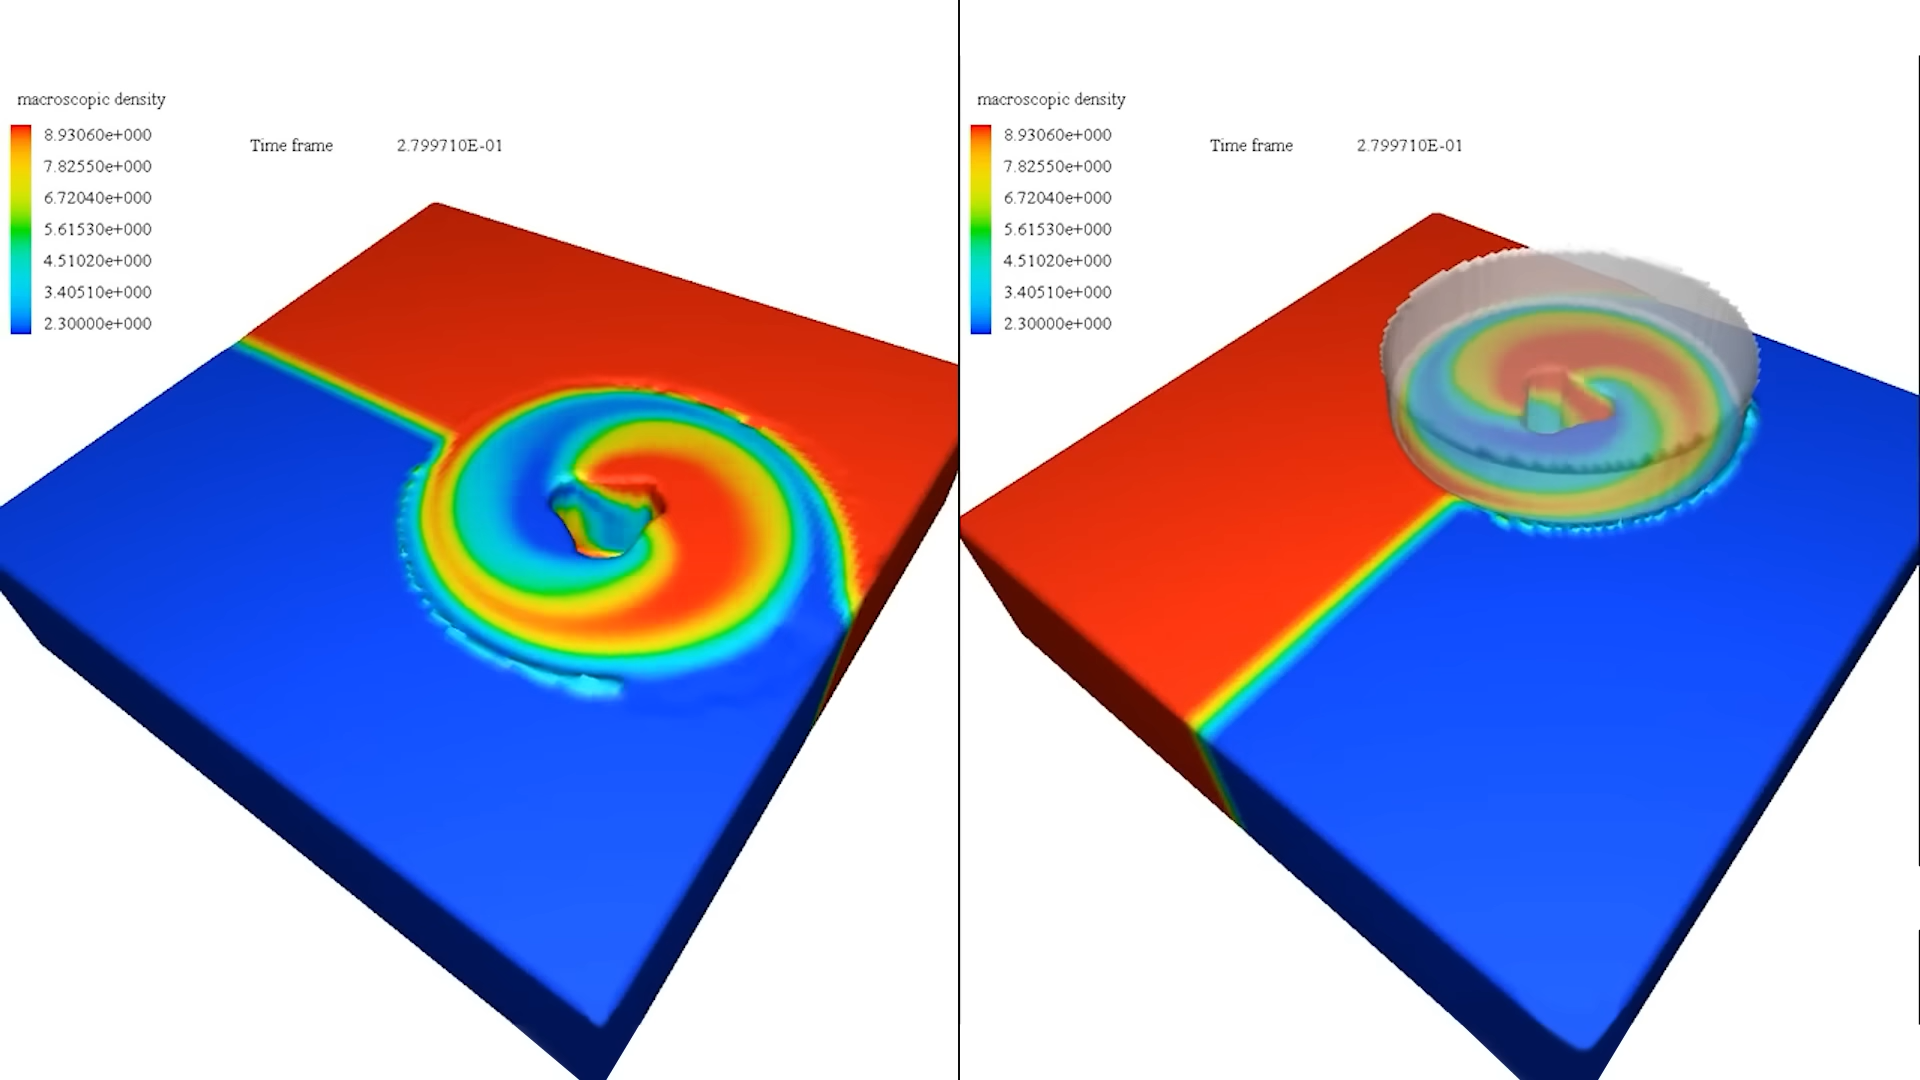 macroscopic density
8.93060e+000
7.82550e+000
6.72040e+000
5.61530e+000
4.51020e+000
3.40510e+000
2.30000e+000
Time frame 2.799710E-01
macroscopic density
8.93060e+000
7.82550e+000
6.72040e+000
5.61530e+000
4.51020e+000
3.40510e+000
2.30000e+000
Time frame 2.799710E-01